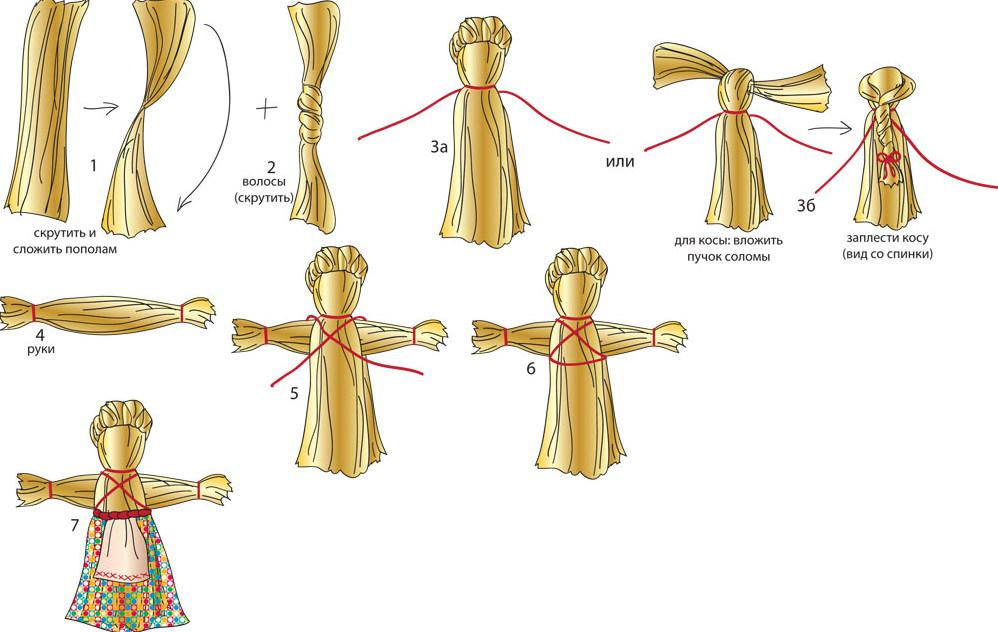 1
скрутить и
сложить пополам
2
волосы
(скрутить)
3а
или
для косы: вложить
пучок соломы
3б
заплести косу
(вид со спинки)
4
руки
5
6
7